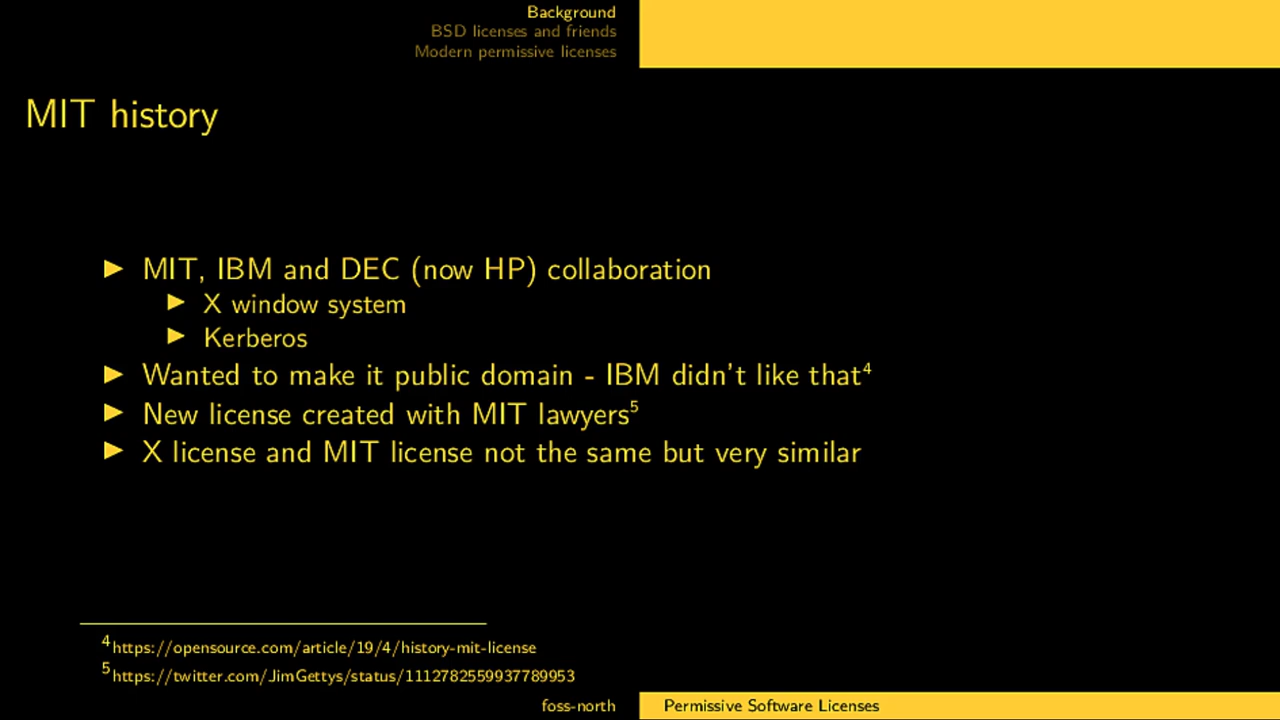 Background
BSD licenses and friends
Modern permissive licenses
MIT history
MIT, IBM and DEC (now HP) collaboration
X window system
Kerberos
Wanted to make it public domain - IBM didn't like that4
New license created with MIT lawyers5
X license and MIT license not the same but very similar
4https://opensource.com/article/19/4/history-mit-license
5https://twitter.com/JimGettys/status/1112782559937789953
foss-north
Permissive Software Licenses